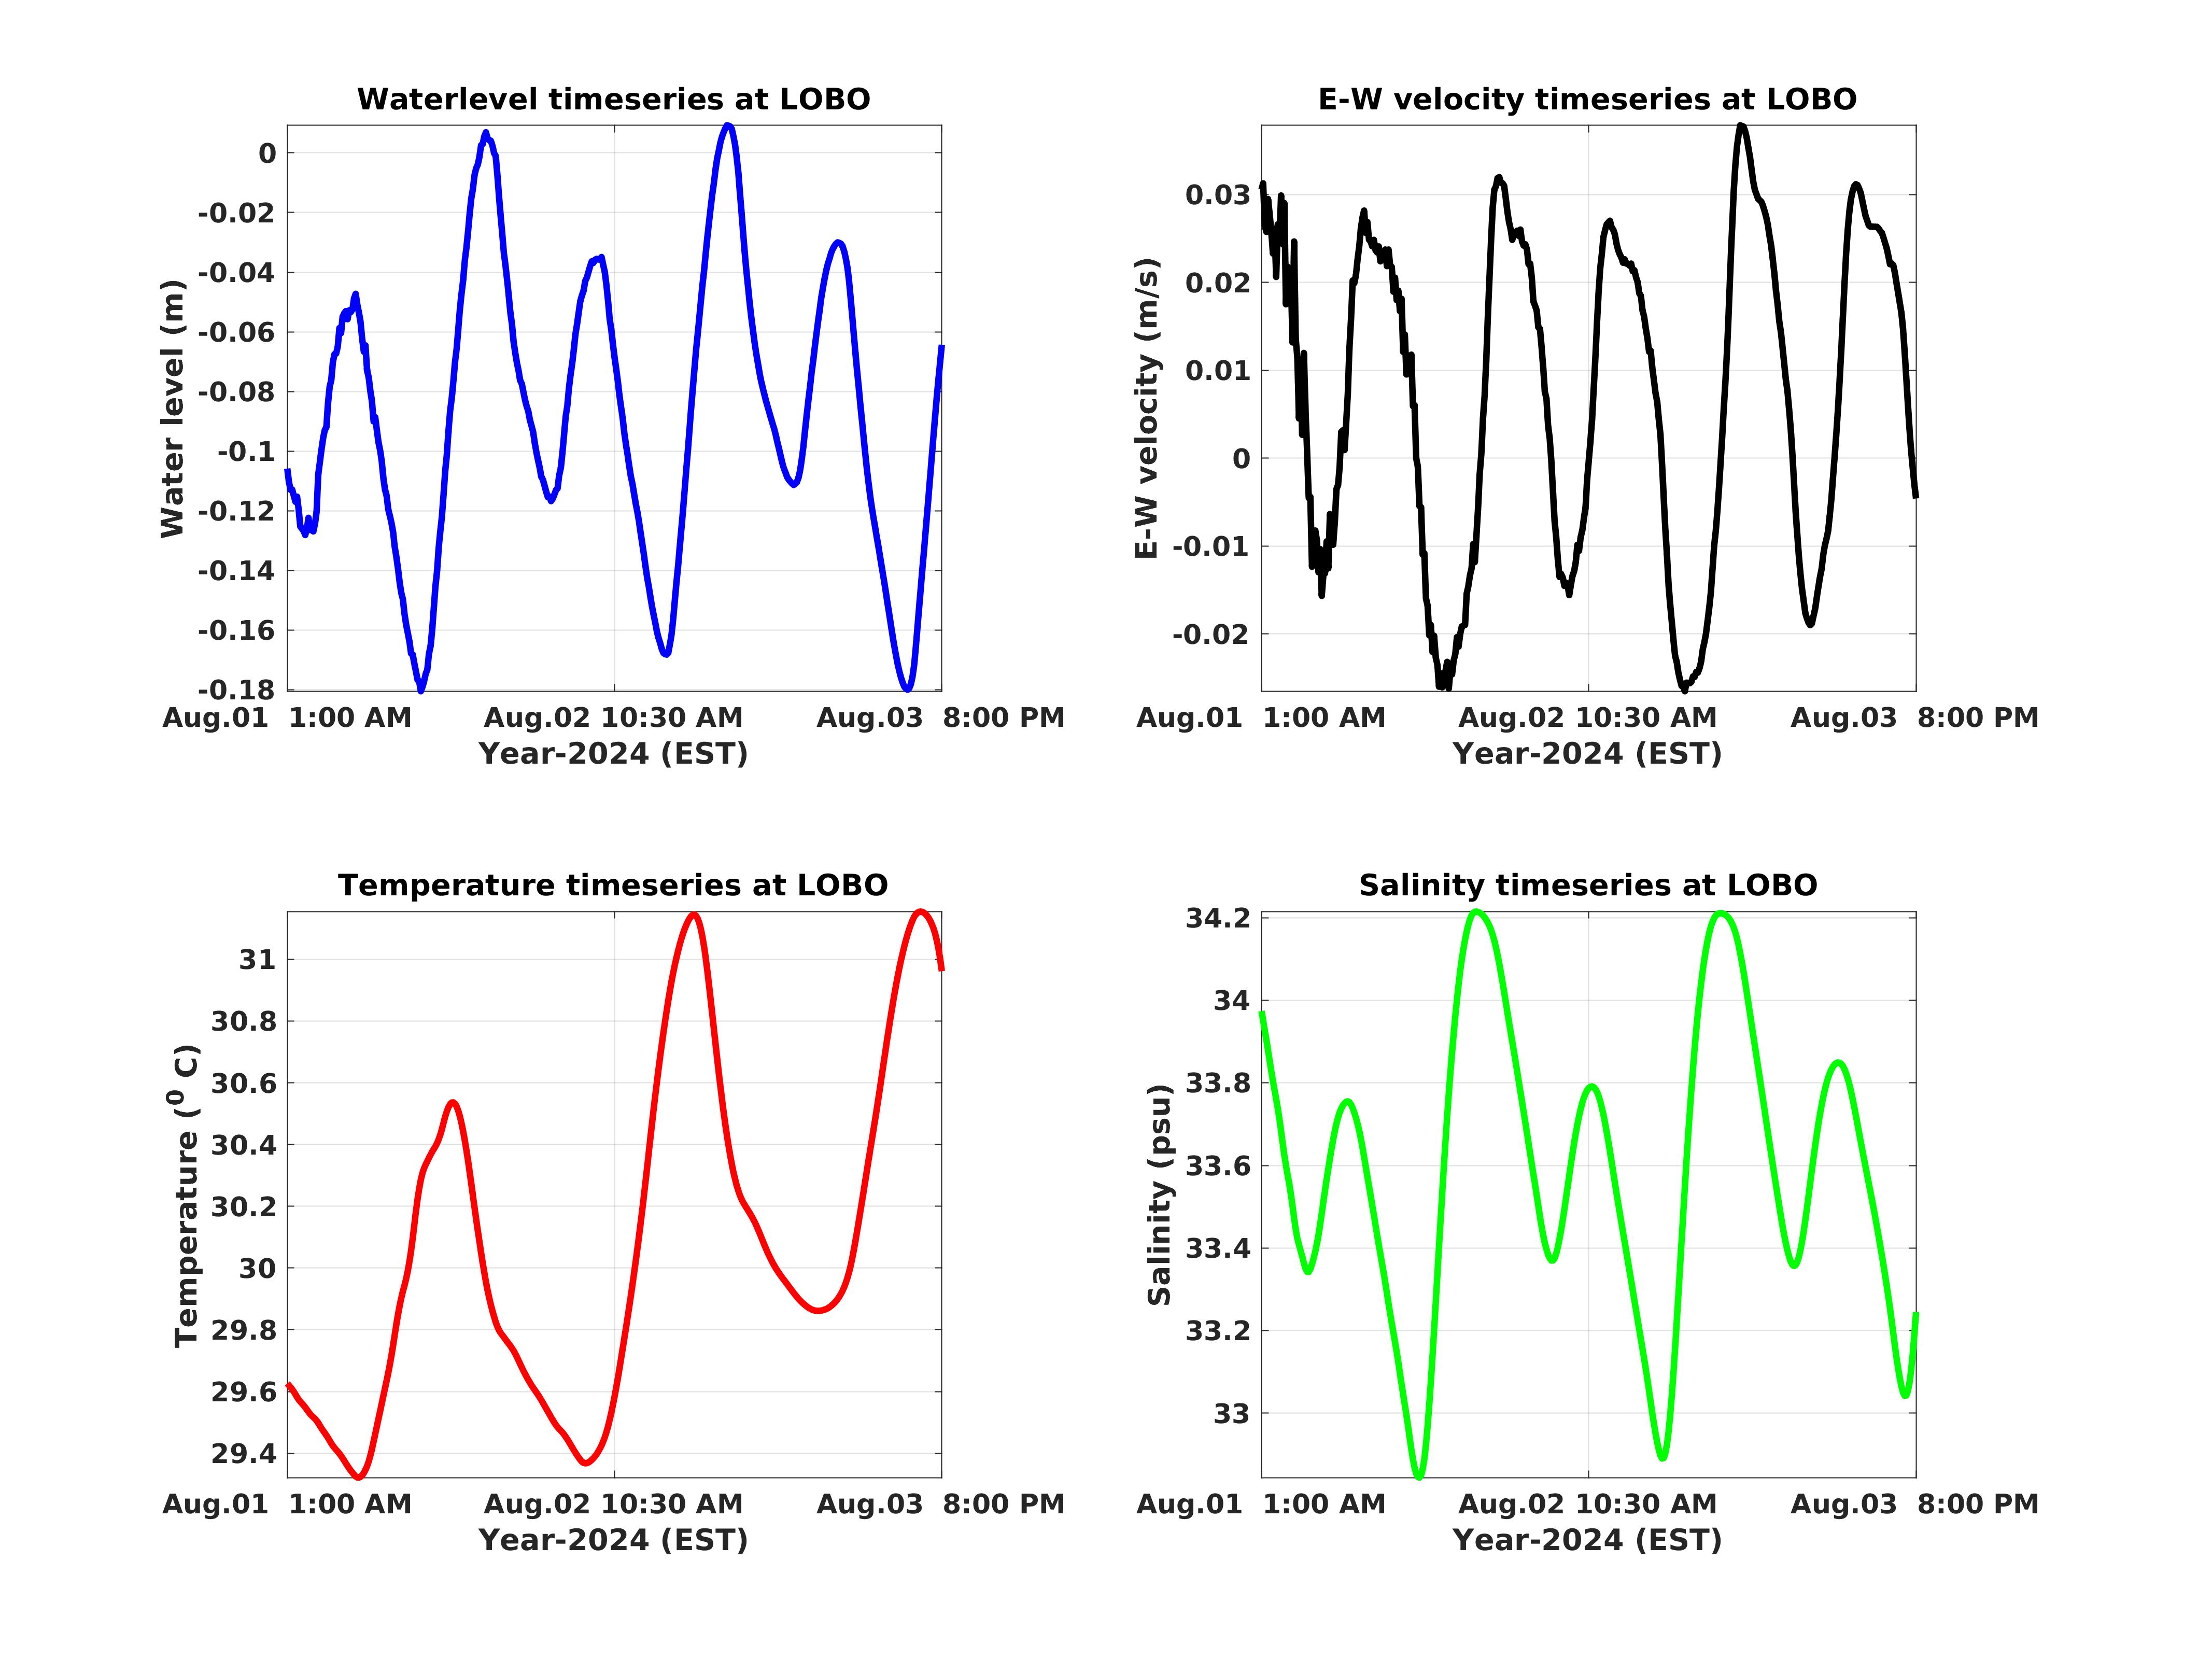 Waterlevel timeseries at LOBO
Water level (m)
0
-0.02
-0.04
-0.06
-0.08
-0.1
-0.12
-0.14
-0.16
-0.18
Aug.01 1:00 AM Aug.02 10:30 AM Aug.03 8:00 PM
Year-2024 (EST)
E-W velocity timeseries at LOBO
E-W velocity (m/s)
0.03
0.02
0.01
0
-0.01
-0.02
Aug.01 1:00 AM Aug.02 10:30 AM Aug.03 8:00 PM
Year-2024 (EST)
Temperature timeseries at LOBO
Temperature (⁰ C)
31
30.8
30.6
30.4
30.2
30
29.8
29.6
29.4
Aug.01 1:00 AM Aug.02 10:30 AM Aug.03 8:00 PM
Year-2024 (EST)
Salinity timeseries at LOBO
Salinity (psu)
34.2
34
33.8
33.6
33.4
33.2
33
Aug.01 1:00 AM Aug.02 10:30 AM Aug.03 8:00 PM
Year-2024 (EST)